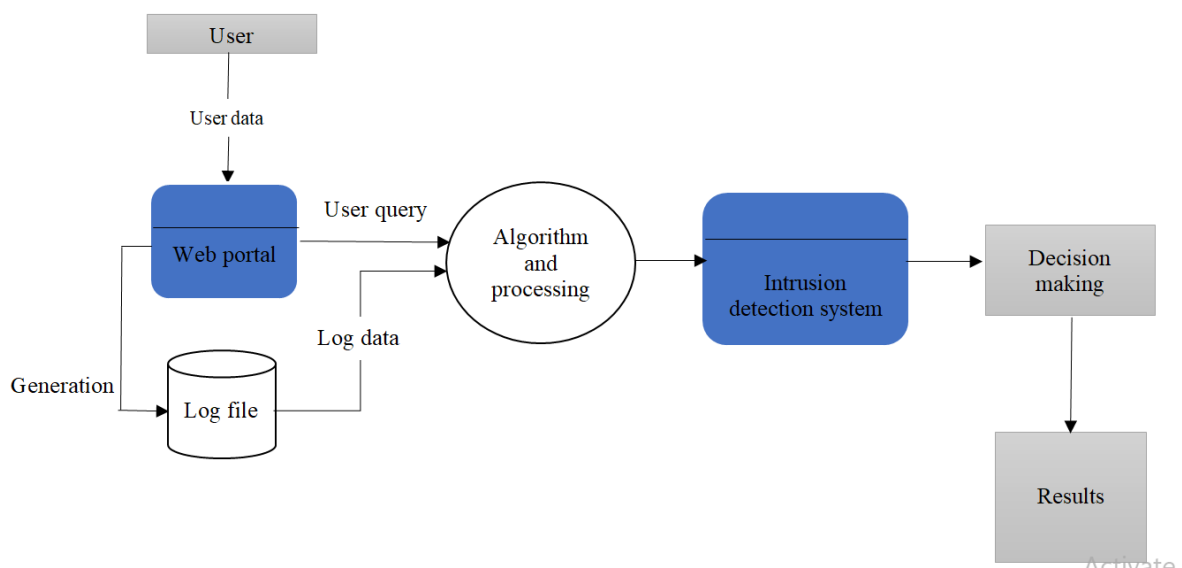 User
User data
Web portal
User query
Algorithm
and
processing
Intrusion
detection system
Decision
making
Log data
Generation
Log file
Results
Activate